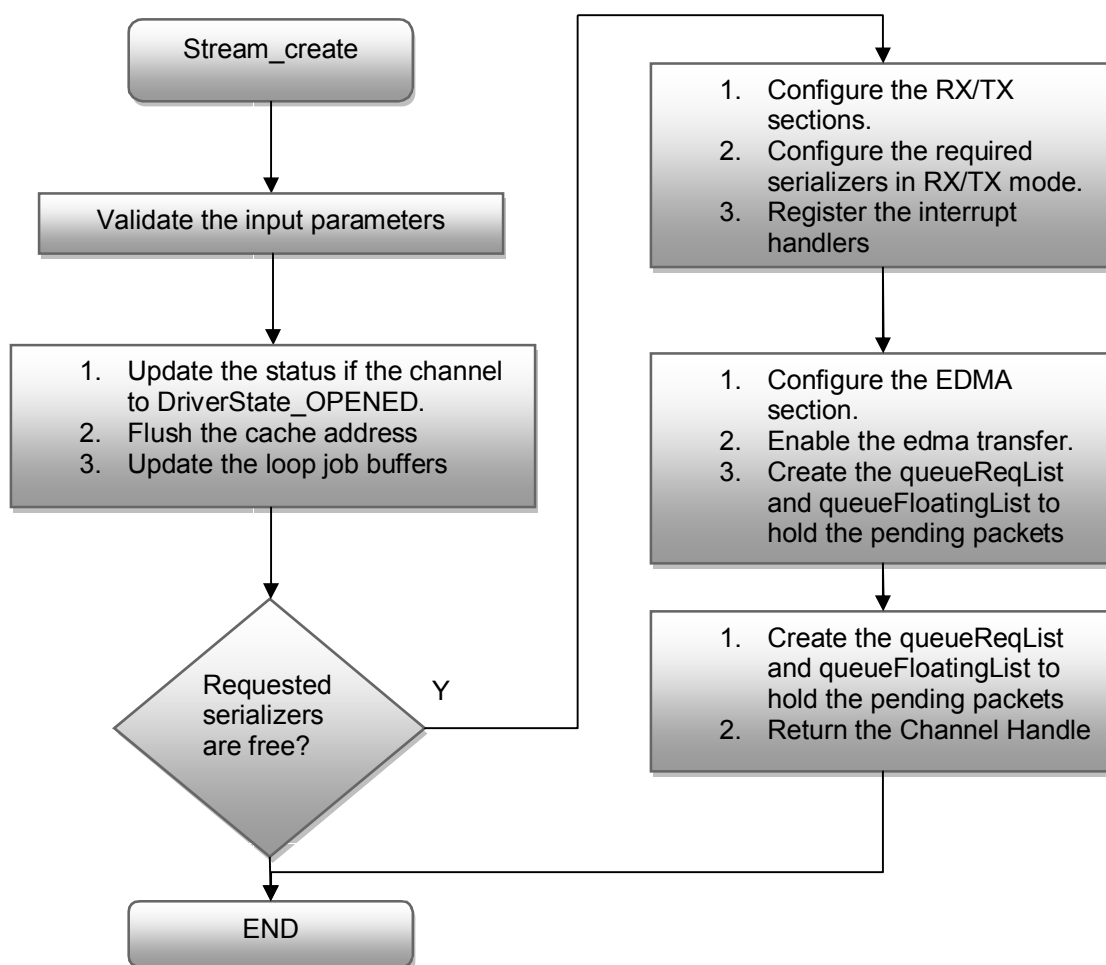 Stream_create
Validate the input parameters
1. Update the status if the channel
to DriverState_OPENED.
2. Flush the cache address
3. Update the loop job buffers
Requested
serializers
are free?
Y
1. Configure the RX/TX
sections.
2. Configure the required
serializers in RX/TX mode.
3. Register the interrupt
handlers
1. Configure the EDMA
section.
2. Enable the edma transfer.
3. Create the queueReqList
and queueFloatingList to
hold the pending packets
1. Create the queueReqList
and queueFloatingList to
hold the pending packets
2. Return the Channel Handle
END